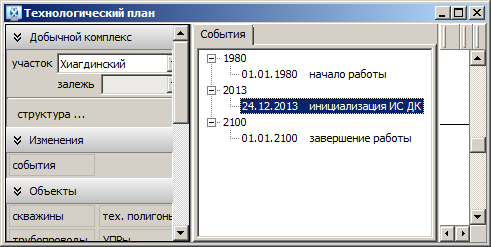 Технологический план
Добычной комплекс
участок Хиагдинский
залежь
структура ...
Изменения
события
Объекты
скважины тех. полигоны
трубопроводы УПРы
События
1980
01.01.1980 начало работы
2013
24.12.2013 инициализация ИС ДК
2100
01.01.2100 завершение работы